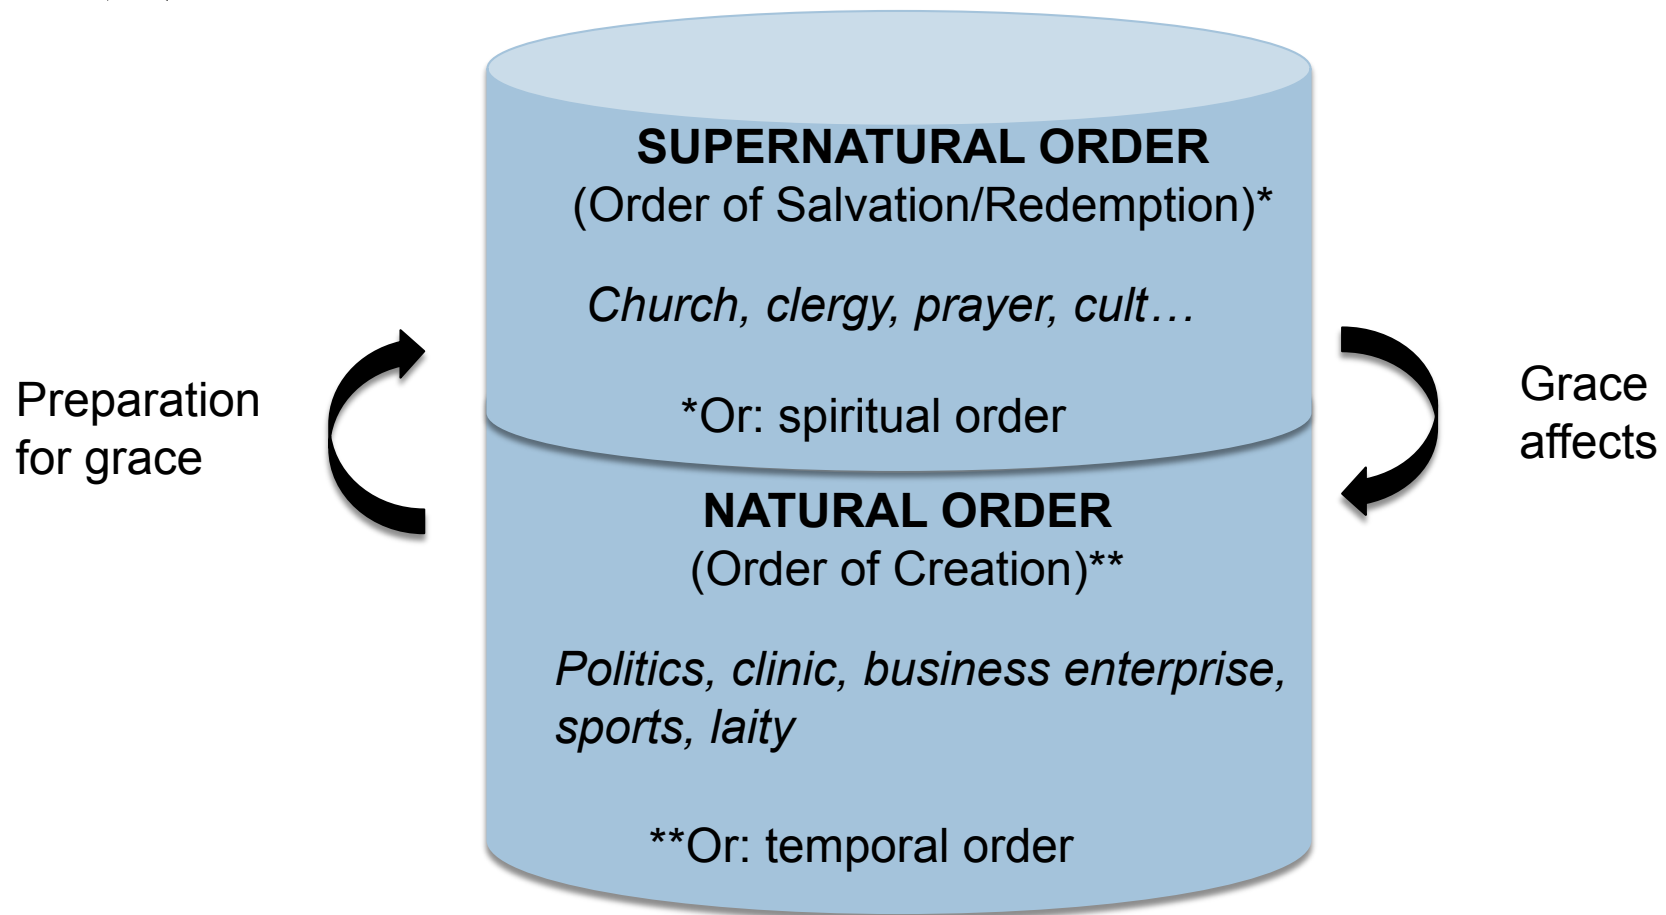 SUPERNATURAL ORDER
(Order of Salvation/Redemption)*
Church, clergy, prayer, cult…
*Or: spiritual order
Preparation
for grace
Grace
affects
NATURAL ORDER
(Order of Creation)**
Politics, clinic, business enterprise,
sports, laity
**Or: temporal order